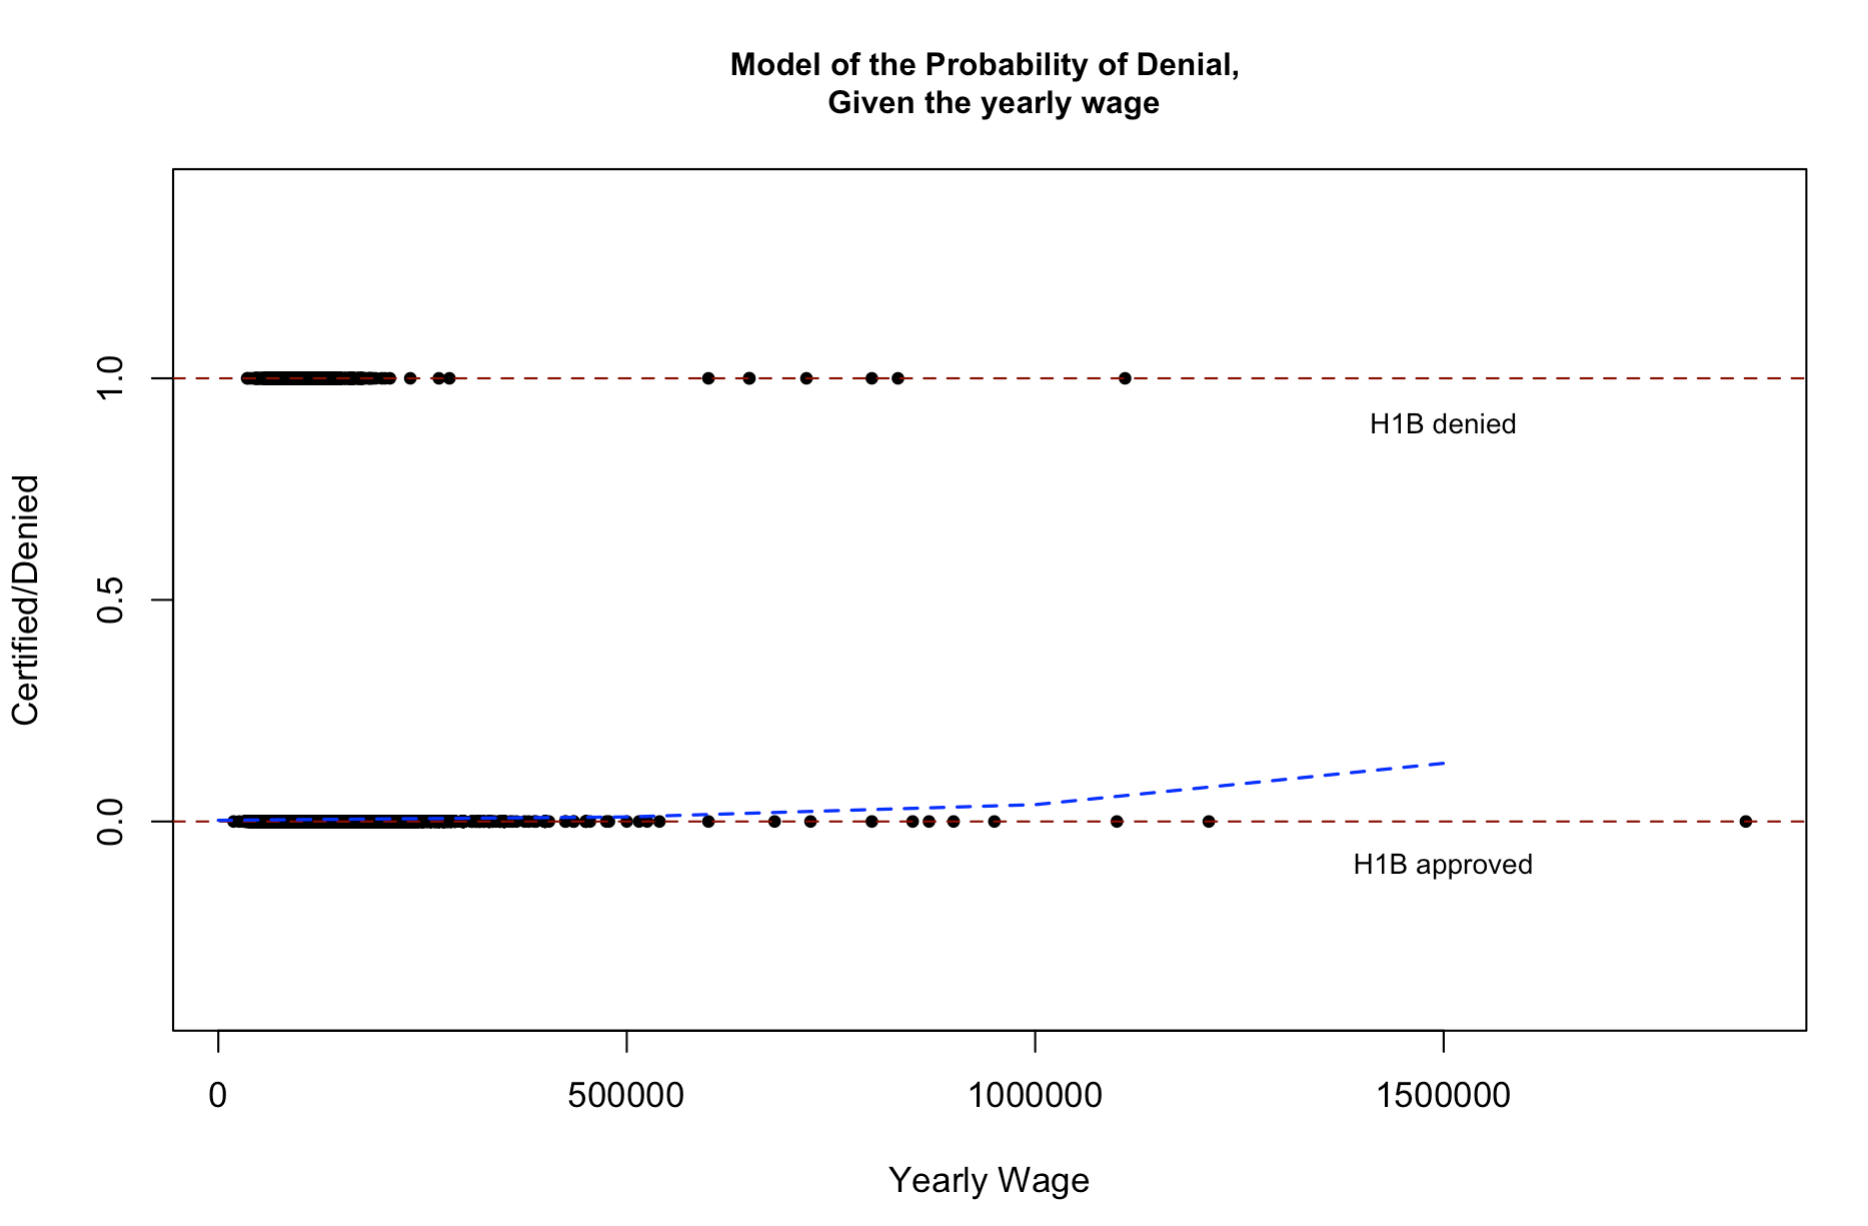 Model of the Probability of Denial,
Given the yearly wage
1.0
H1B denied
0.5
Certified/Denied
0.0
H1B approved
0
500000
1000000
1500000
Yearly Wage